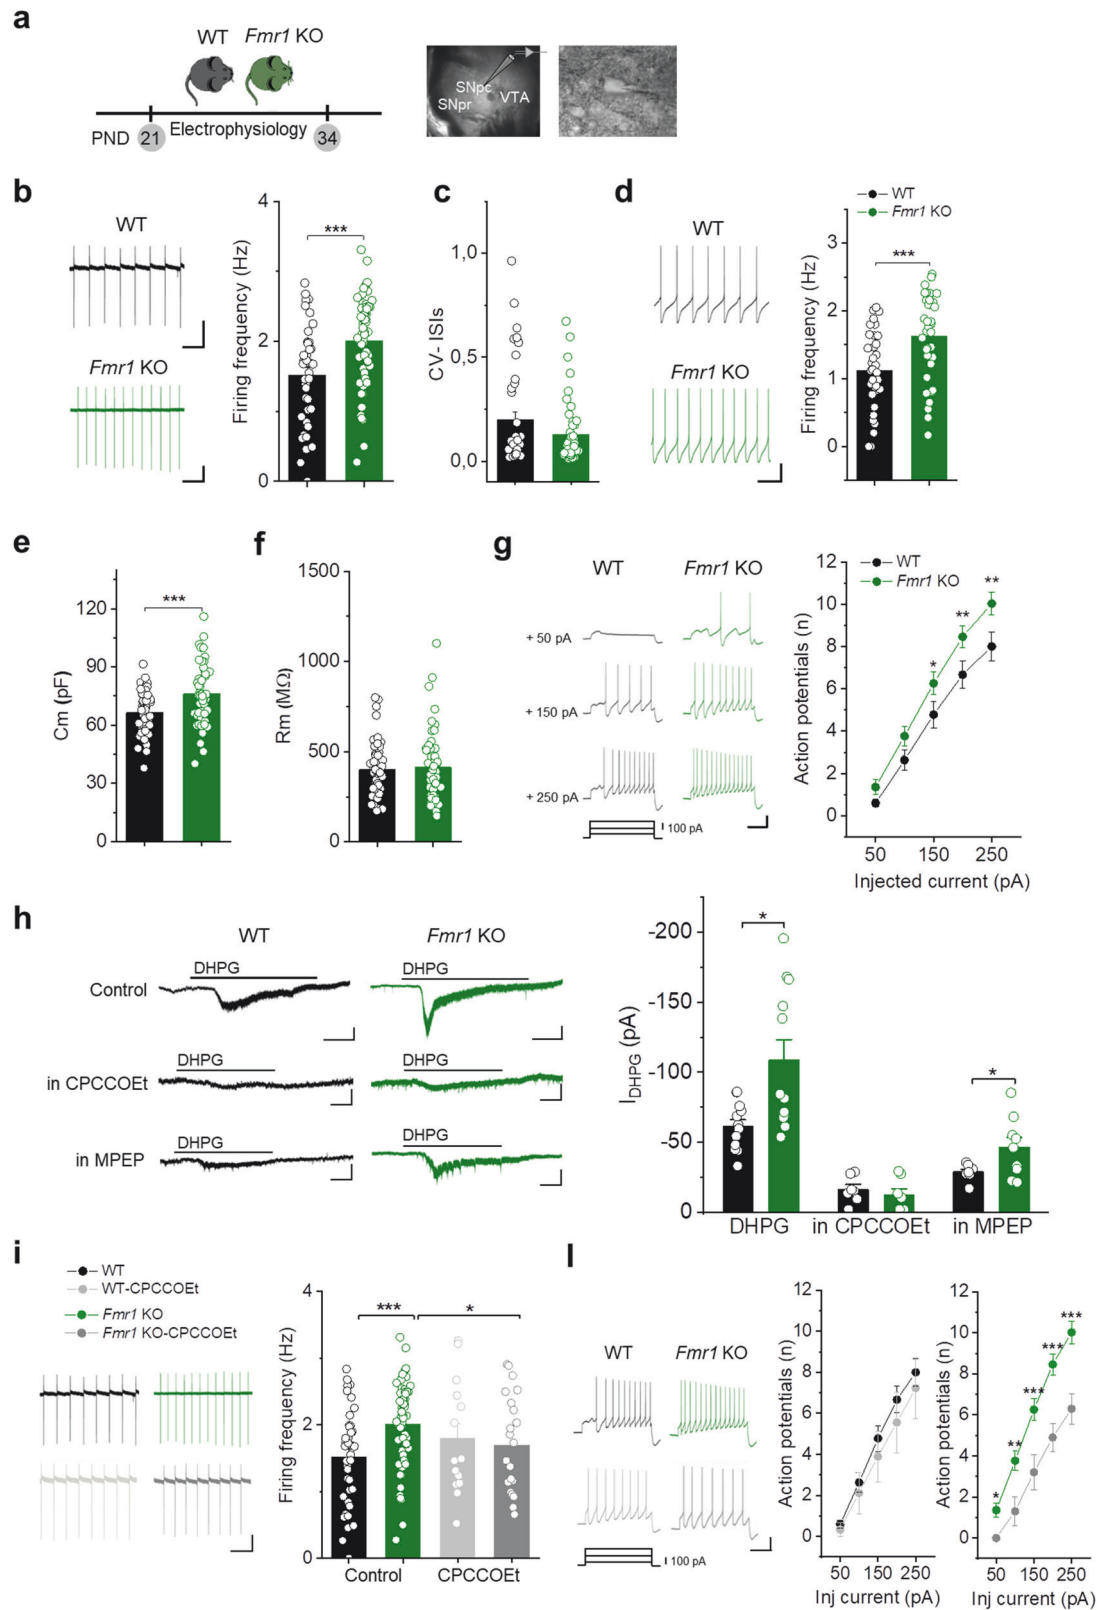 a
WT Fmr1 KO
PND 21 Electrophysiology 34
SNpc
SNpr
VTA
b
WT
Fmr1 KO
Firing frequency (Hz)
4
2
0
***
c
CV- ISIs
1,0
0,5
0,0
d
WT
Fmr1 KO
WT
Fmr1 KO
Firing frequency (Hz)
3
2
1
0
***
e
Cm (pF)
120
90
60
30
0
***
f
Rm (MΩ)
1500
1000
500
0
g
WT Fmr1 KO
+ 50 pA
+ 150 pA
+ 250 pA
100 pA
WT
Fmr1 KO
Action potentials (n)
12
10
8
6
4
2
0
* ** **
50 150 250
Injected current (pA)
h
WT Fmr1 KO
Control
DHPG DHPG
in CPCCOEt
DHPG DHPG
in MPEP
DHPG DHPG
IDHPG (pA)
-200
-150
-100
-50
0
*
*
DHPG in CPCCOEt in MPEP
i
WT
WT-CPCCOEt
Fmr1 KO
Fmr1 KO-CPCCOEt
Firing frequency (Hz)
4
2
0
*** *
Control CPCCOEt
l
WT Fmr1 KO
100 pA
Action potentials (n)
12
10
8
6
4
2
0
50 150 250
Inj current (pA)
Action potentials (n)
12
10
8
6
4
2
0
* ** *** *** ***
50 150 250
Inj current (pA)